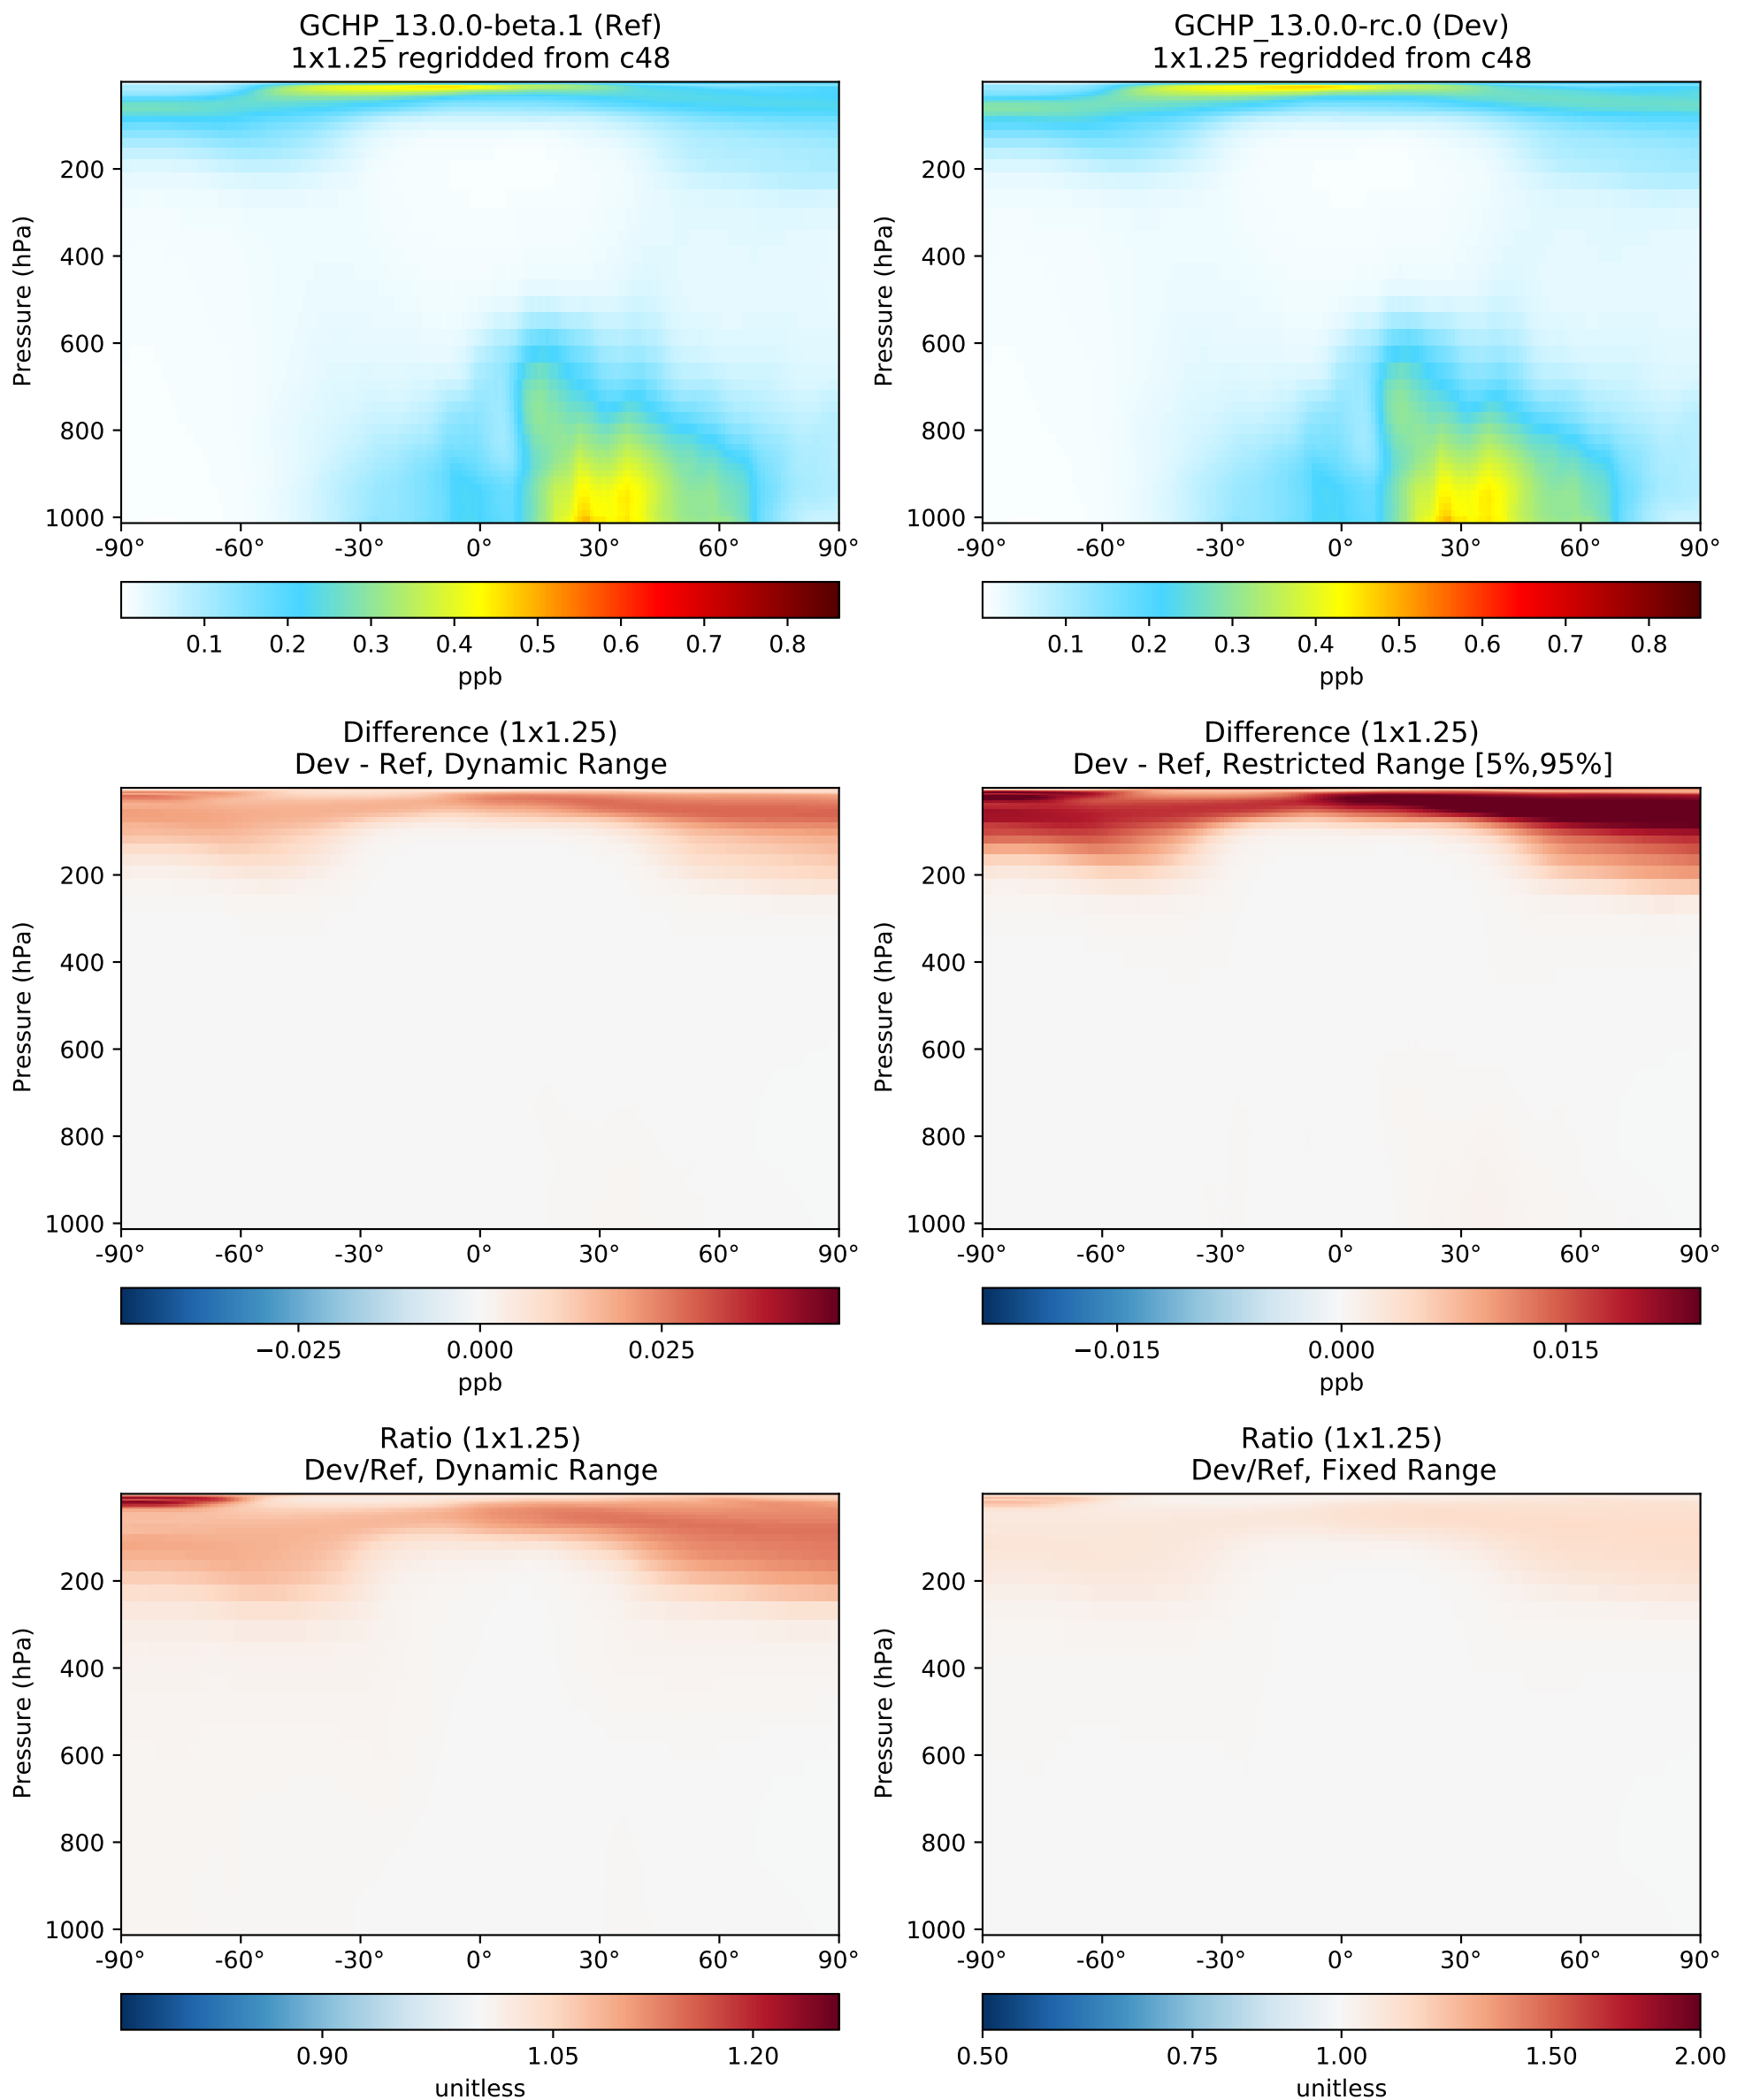 GCHP_13.0.0-beta.1 (Ref)
1x1.25 regridded from c48
Pressure (hPa)
200
400
600
800
1000
-90° -60° -30° 0° 30° 60° 90°
0.1 0.2 0.3 0.4 0.5 0.6 0.7 0.8
ppb
GCHP_13.0.0-rc.0 (Dev)
1x1.25 regridded from c48
Pressure (hPa)
200
400
600
800
1000
-90° -60° -30° 0° 30° 60° 90°
0.1 0.2 0.3 0.4 0.5 0.6 0.7 0.8
ppb
Difference (1x1.25)
Dev - Ref, Dynamic Range
Pressure (hPa)
200
400
600
800
1000
-90° -60° -30° 0° 30° 60° 90°
−0.025 0.000 0.025
ppb
Difference (1x1.25)
Dev - Ref, Restricted Range [5%,95%]
Pressure (hPa)
200
400
600
800
1000
-90° -60° -30° 0° 30° 60° 90°
−0.015 0.000 0.015
ppb
Ratio (1x1.25)
Dev/Ref, Dynamic Range
Pressure (hPa)
200
400
600
800
1000
-90° -60° -30° 0° 30° 60° 90°
0.90 1.05 1.20
unitless
Ratio (1x1.25)
Dev/Ref, Fixed Range
Pressure (hPa)
200
400
600
800
1000
-90° -60° -30° 0° 30° 60° 90°
0.50 0.75 1.00 1.50 2.00
unitless